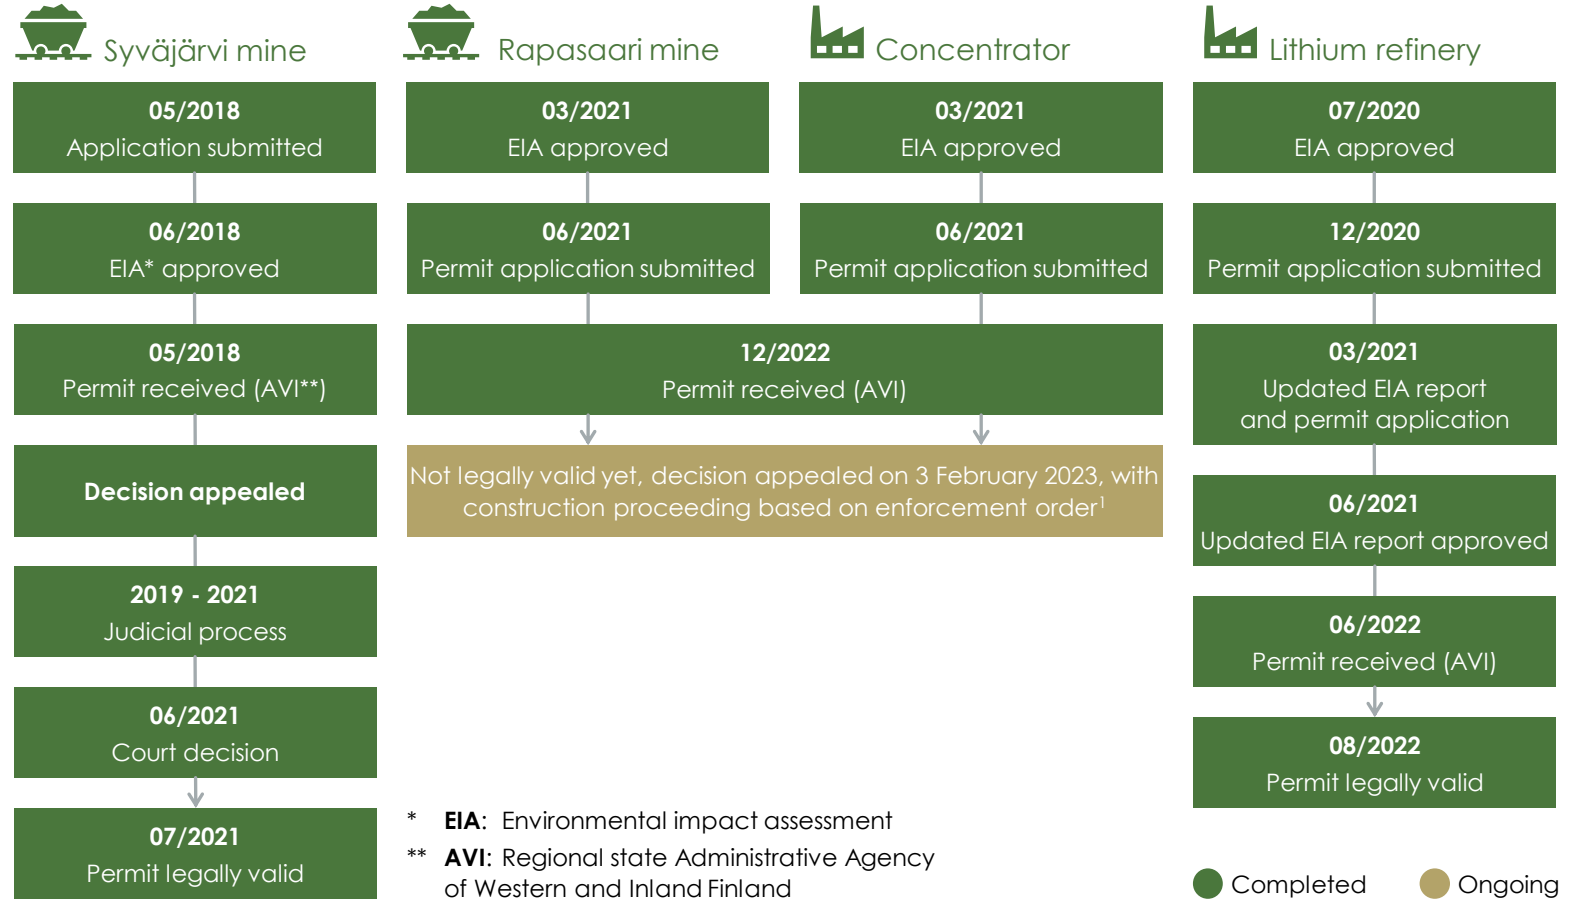 Syväjärvi mine
05/2018
Application submitted
06/2018
EIA* approved
05/2018
Permit received (AVI**)
Decision appealed
2019 - 2021
Judicial process
06/2021
Court decision
07/2021
Permit legally valid
Rapasaari mine
03/2021
EIA approved
06/2021
Permit application submitted
Concentrator
03/2021
EIA approved
06/2021
Permit application submitted
12/2022
Permit received (AVI)
Not legally valid yet, decision appealed on 3 February 2023, with
construction proceeding based on enforcement order¹
Lithium refinery
07/2020
EIA approved
12/2020
Permit application submitted
03/2021
Updated EIA report
and permit application
06/2021
Updated EIA report approved
06/2022
Permit received (AVI)
08/2022
Permit legally valid
* EIA: Environmental impact assessment
** AVI: Regional state Administrative Agency
of Western and Inland Finland
Completed
Ongoing